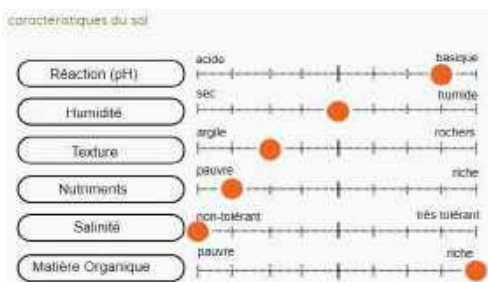 caractéristiques du sol
acide basique
Réaction (pH)
sec humide
Humidité
argile rochers
Texture
pauvre riche
Nutriments
non-tolérant très tolérant
Salinité
pauvre riche
Matière Organique